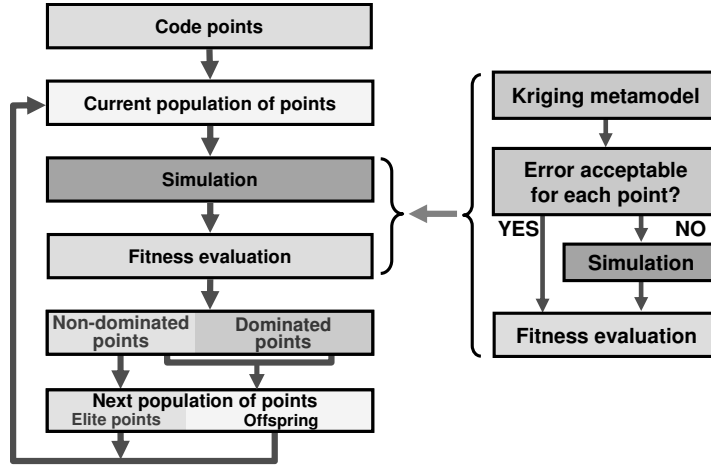 Code points
Current population of points
Simulation
Fitness evaluation
Non-dominated
points
Dominated
points
Next population of points
Elite points
Offspring
Kriging metamodel
Error acceptable
for each point?
YES
NO
Simulation
Fitness evaluation